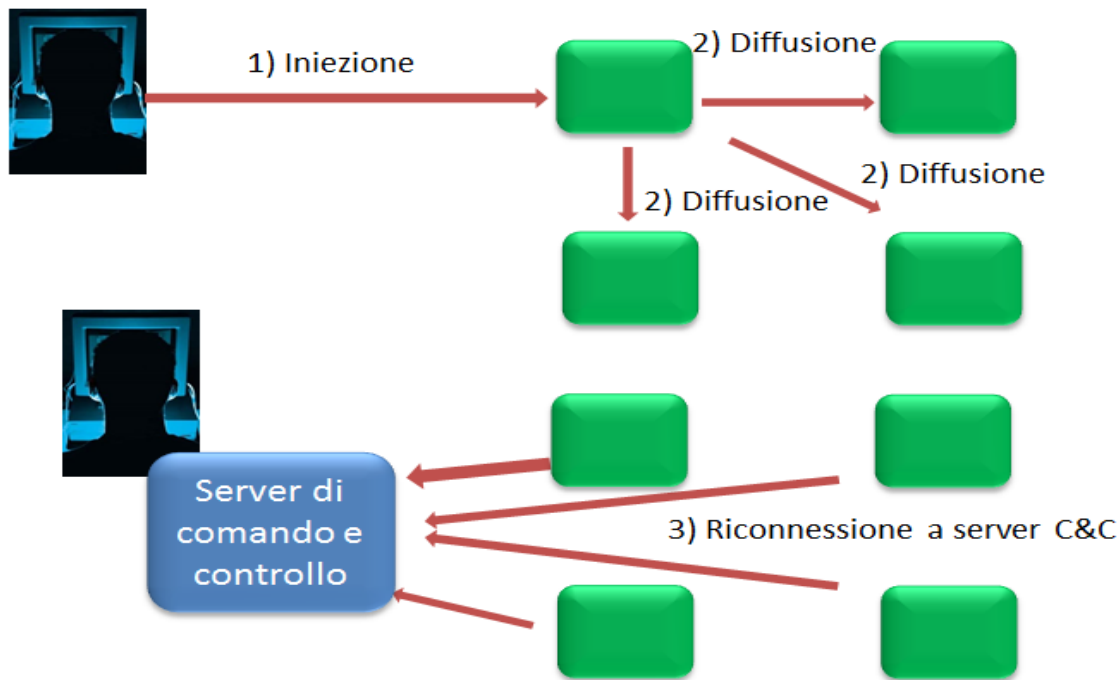 1) Iniezione
2) Diffusione
2) Diffusione
2) Diffusione
Server di
comando e
controllo
3) Riconnessione a server C&C